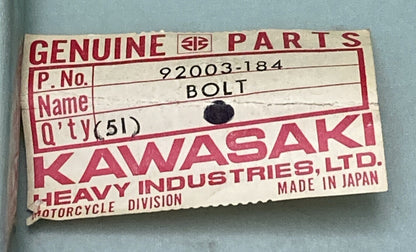 GENUINE PARTS
P. No. 92003-184
Name BOLT
Q'ty (51)
KAWASAKI
HEAVY INDUSTRIES, LTD.
MOTORCYCLE DIVISION MADE IN JAPAN